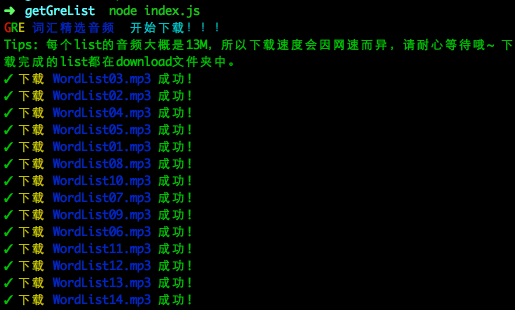 ➜ getGreList node index.js
GRE 词汇精选音频 开始下载！！！
Tips: 每个list的音频大概是13M，所以下载速度会因网速而异，请耐心等待哦~ 下
载完成的list都在download文件夹中。
✓ 下载 WordList03.mp3 成功！
✓ 下载 WordList02.mp3 成功！
✓ 下载 WordList04.mp3 成功！
✓ 下载 WordList05.mp3 成功！
✓ 下载 WordList01.mp3 成功！
✓ 下载 WordList08.mp3 成功！
✓ 下载 WordList10.mp3 成功！
✓ 下载 WordList07.mp3 成功！
✓ 下载 WordList09.mp3 成功！
✓ 下载 WordList06.mp3 成功！
✓ 下载 WordList11.mp3 成功！
✓ 下载 WordList12.mp3 成功！
✓ 下载 WordList13.mp3 成功！
✓ 下载 WordList14.mp3 成功！